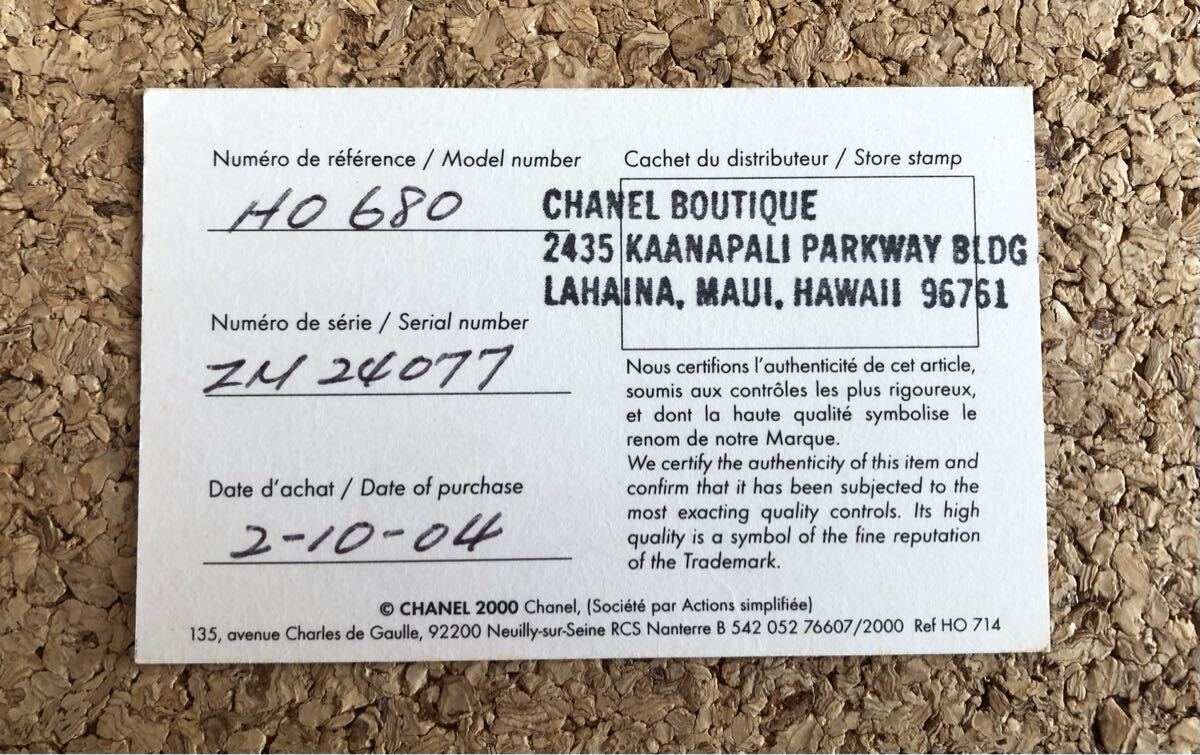 Numéro de référence / Model number
HO 680
Numéro de série / Serial number
ZM 24077
Date d'achat / Date of purchase
2-10-04
Cachet du distributeur / Store stamp
CHANEL BOUTIQUE
2435 KAANAPALI PARKWAY BLDG
LAHAINA, MAUI, HAWAII 96761
Nous certifions l'authenticité de cet article,
soumis aux contrôles les plus rigoureux,
et dont la haute qualité symbolise le
renom de notre Marque.
We certify the authenticity of this item and
confirm that it has been subjected to the
most exacting quality controls. Its high
quality is a symbol of the fine reputation
of the Trademark.
© CHANEL 2000 Chanel, (Société par Actions simplifiée)
135, avenue Charles de Gaulle, 92200 Neuilly-sur-Seine RCS Nanterre B 542 052 76607/2000 Ref HO 714